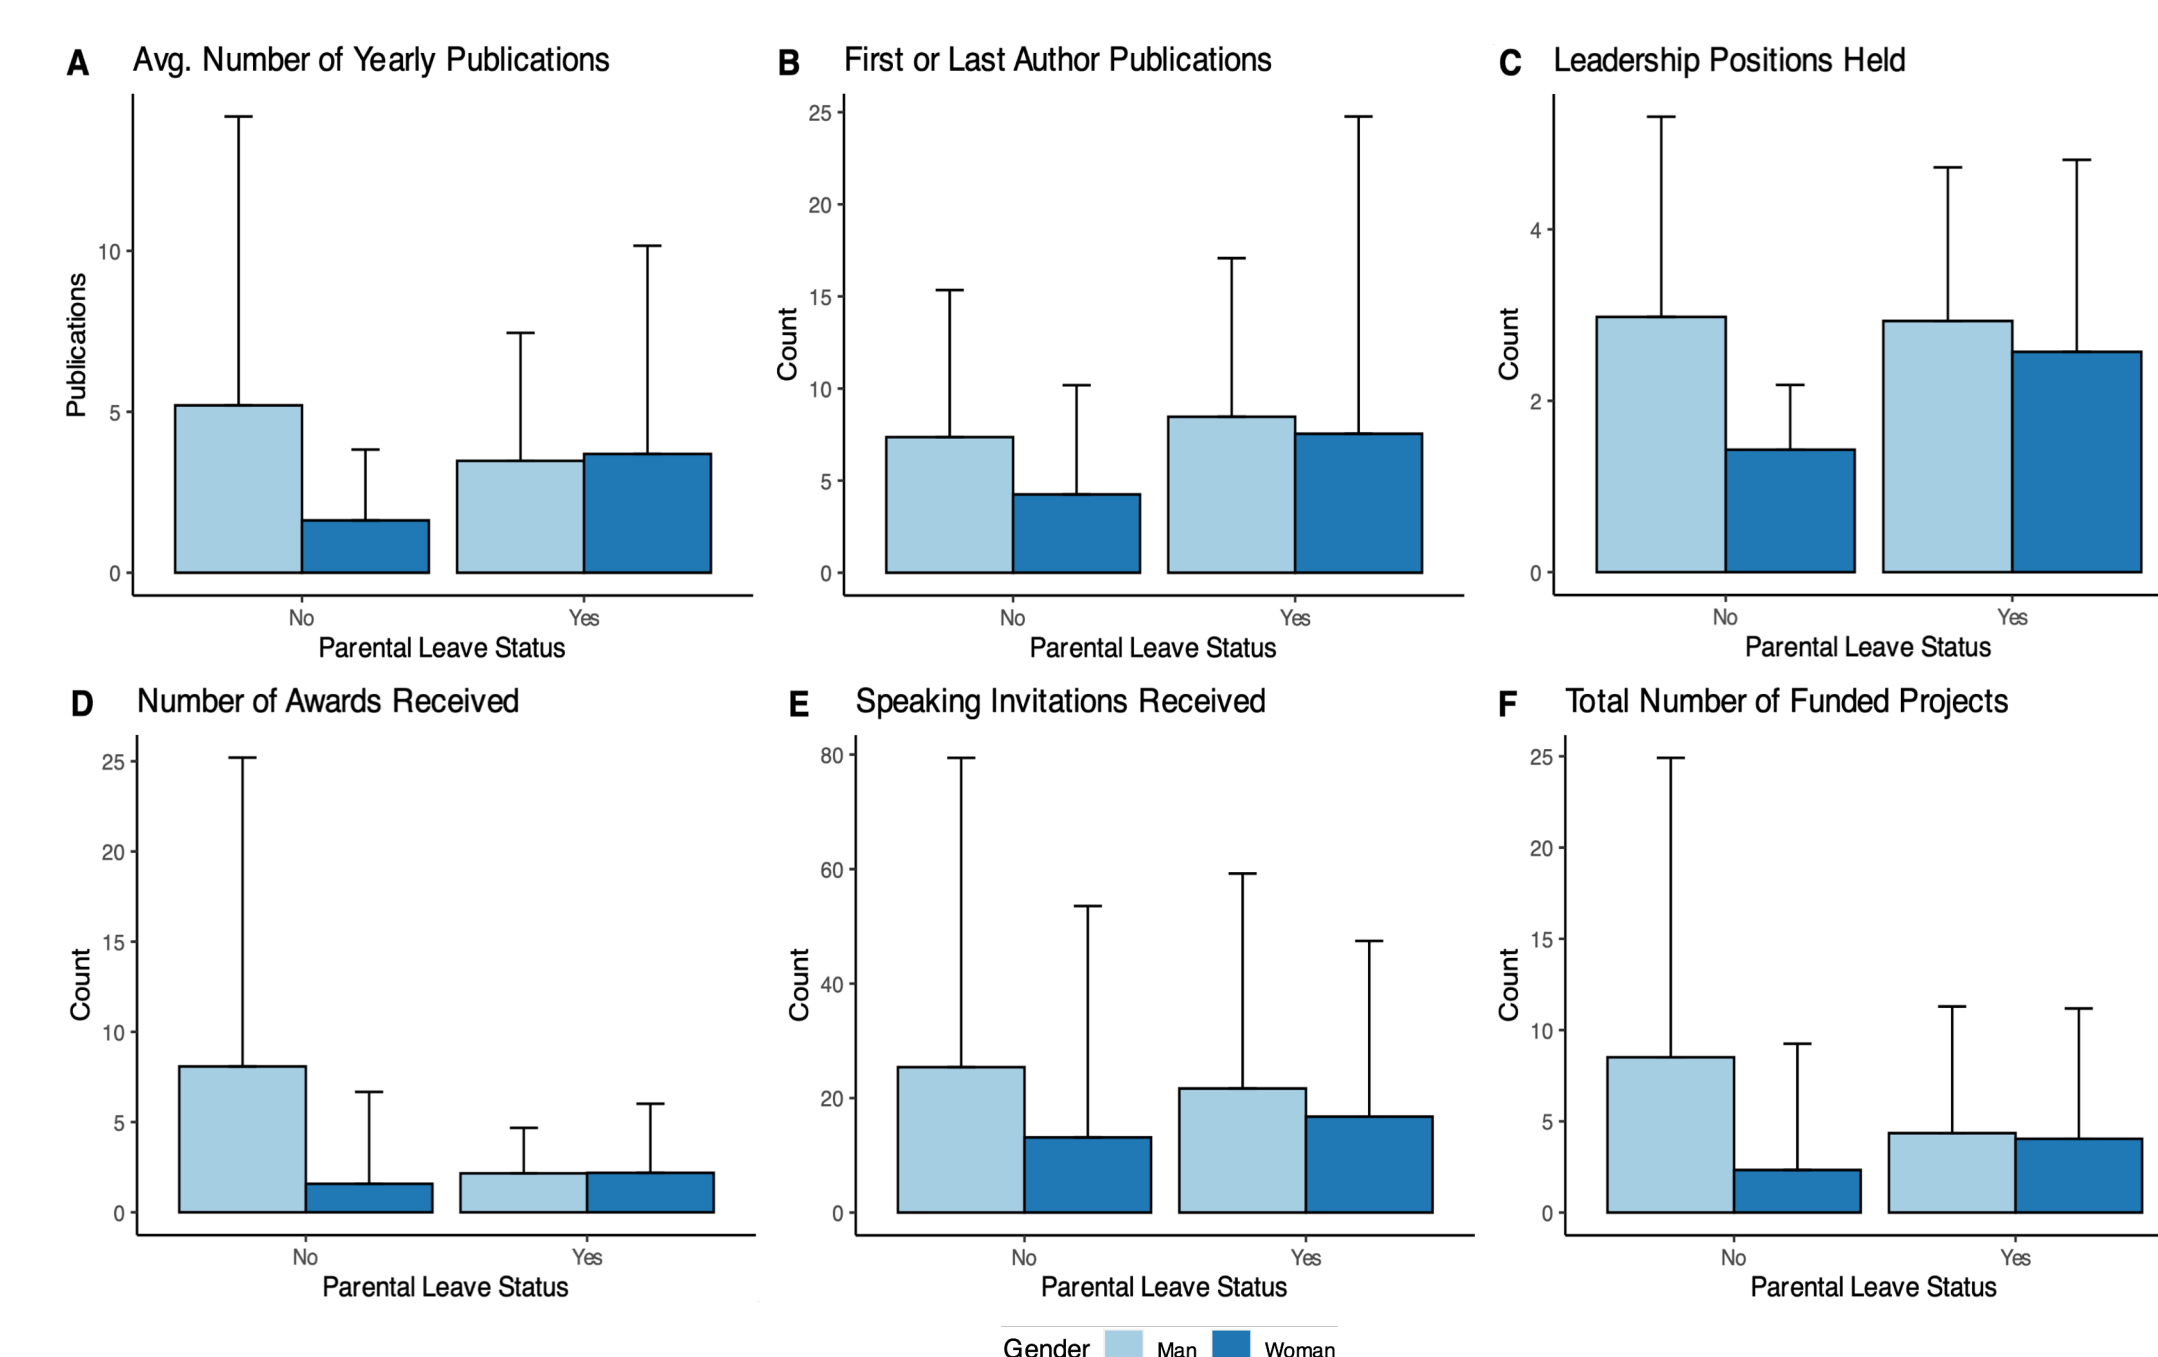 A Avg. Number of Yearly Publications
Publications
10
5
0
No Yes
Parental Leave Status
B First or Last Author Publications
Count
25
20
15
10
5
0
No Yes
Parental Leave Status
C Leadership Positions Held
Count
4
2
0
No Yes
Parental Leave Status
D Number of Awards Received
Count
25
20
15
10
5
0
No Yes
Parental Leave Status
E Speaking Invitations Received
Count
80
60
40
20
0
No Yes
Parental Leave Status
F Total Number of Funded Projects
Count
25
20
15
10
5
0
No Yes
Parental Leave Status
Gender Man Woman